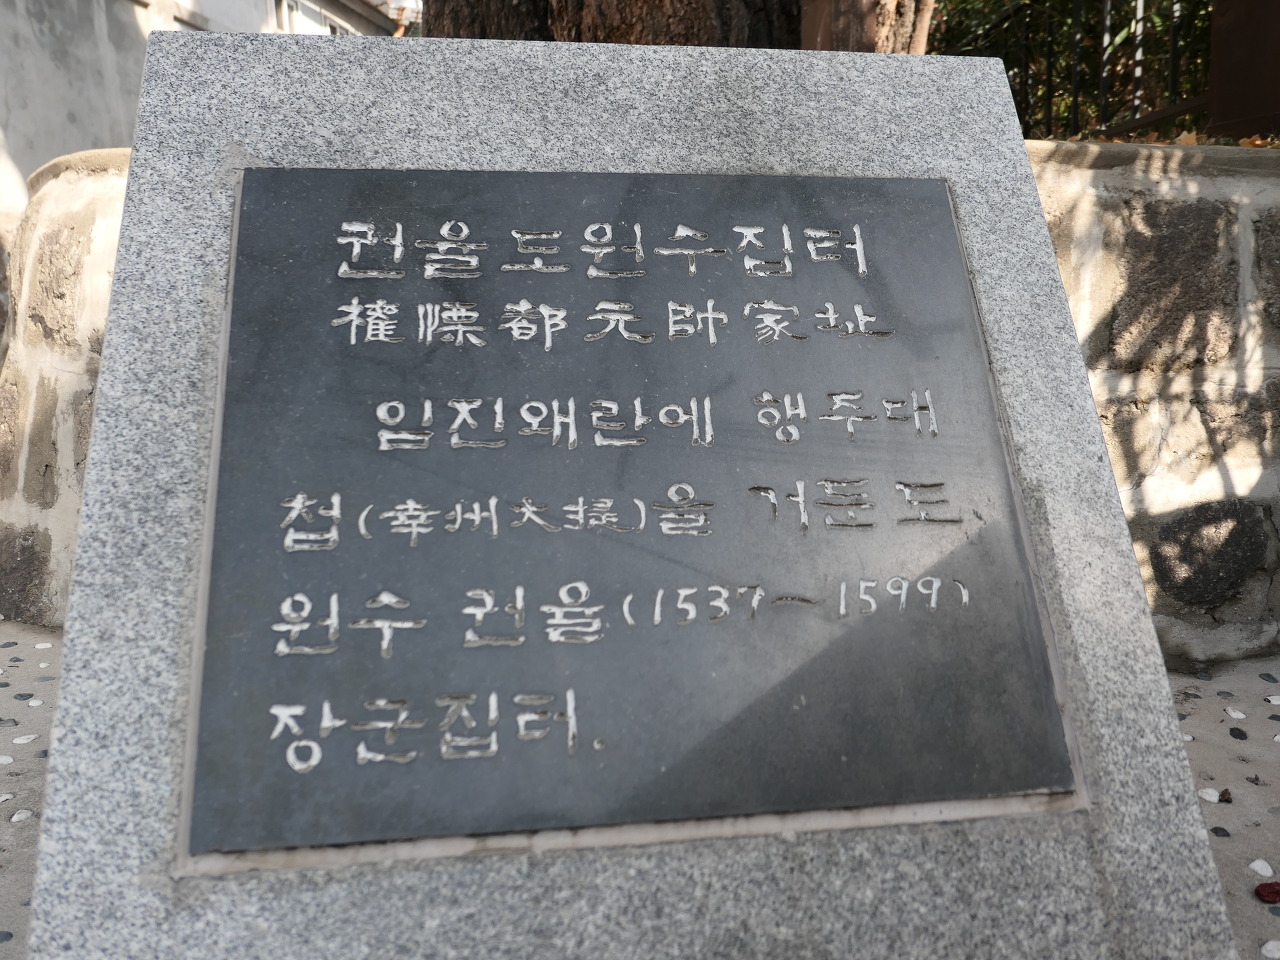 권율도원수집터
權慄都元帥家址
임진왜란에 행주대
첩(幸州大捷)을 거둔도
원수 권율(1537~1599)
장군집터.